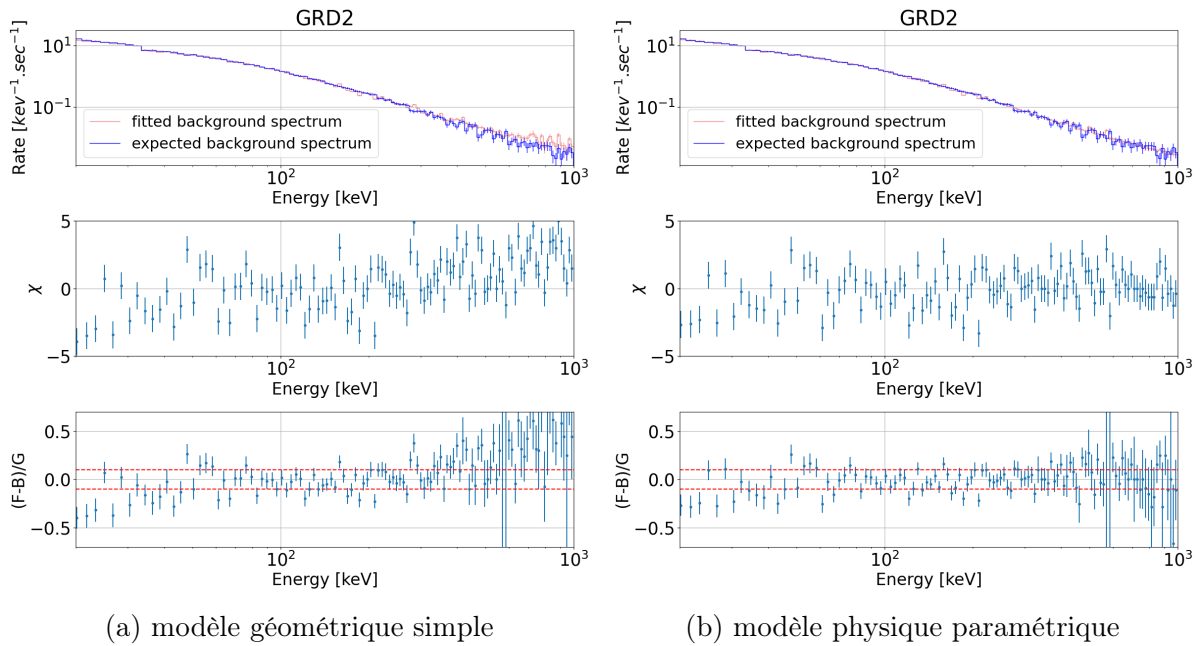 GRD2
Rate [kev⁻¹.sec⁻¹]
10¹
10⁻¹
fitted background spectrum
expected background spectrum
10²
10³
Energy [keV]
χ
5
0
−5
10²
10³
Energy [keV]
(F-B)/G
0.5
0.0
−0.5
10²
10³
Energy [keV]
(a) modèle géométrique simple
GRD2
Rate [kev⁻¹.sec⁻¹]
10¹
10⁻¹
fitted background spectrum
expected background spectrum
10²
10³
Energy [keV]
χ
5
0
−5
10²
10³
Energy [keV]
(F-B)/G
0.5
0.0
−0.5
10²
10³
Energy [keV]
(b) modèle physique paramétrique